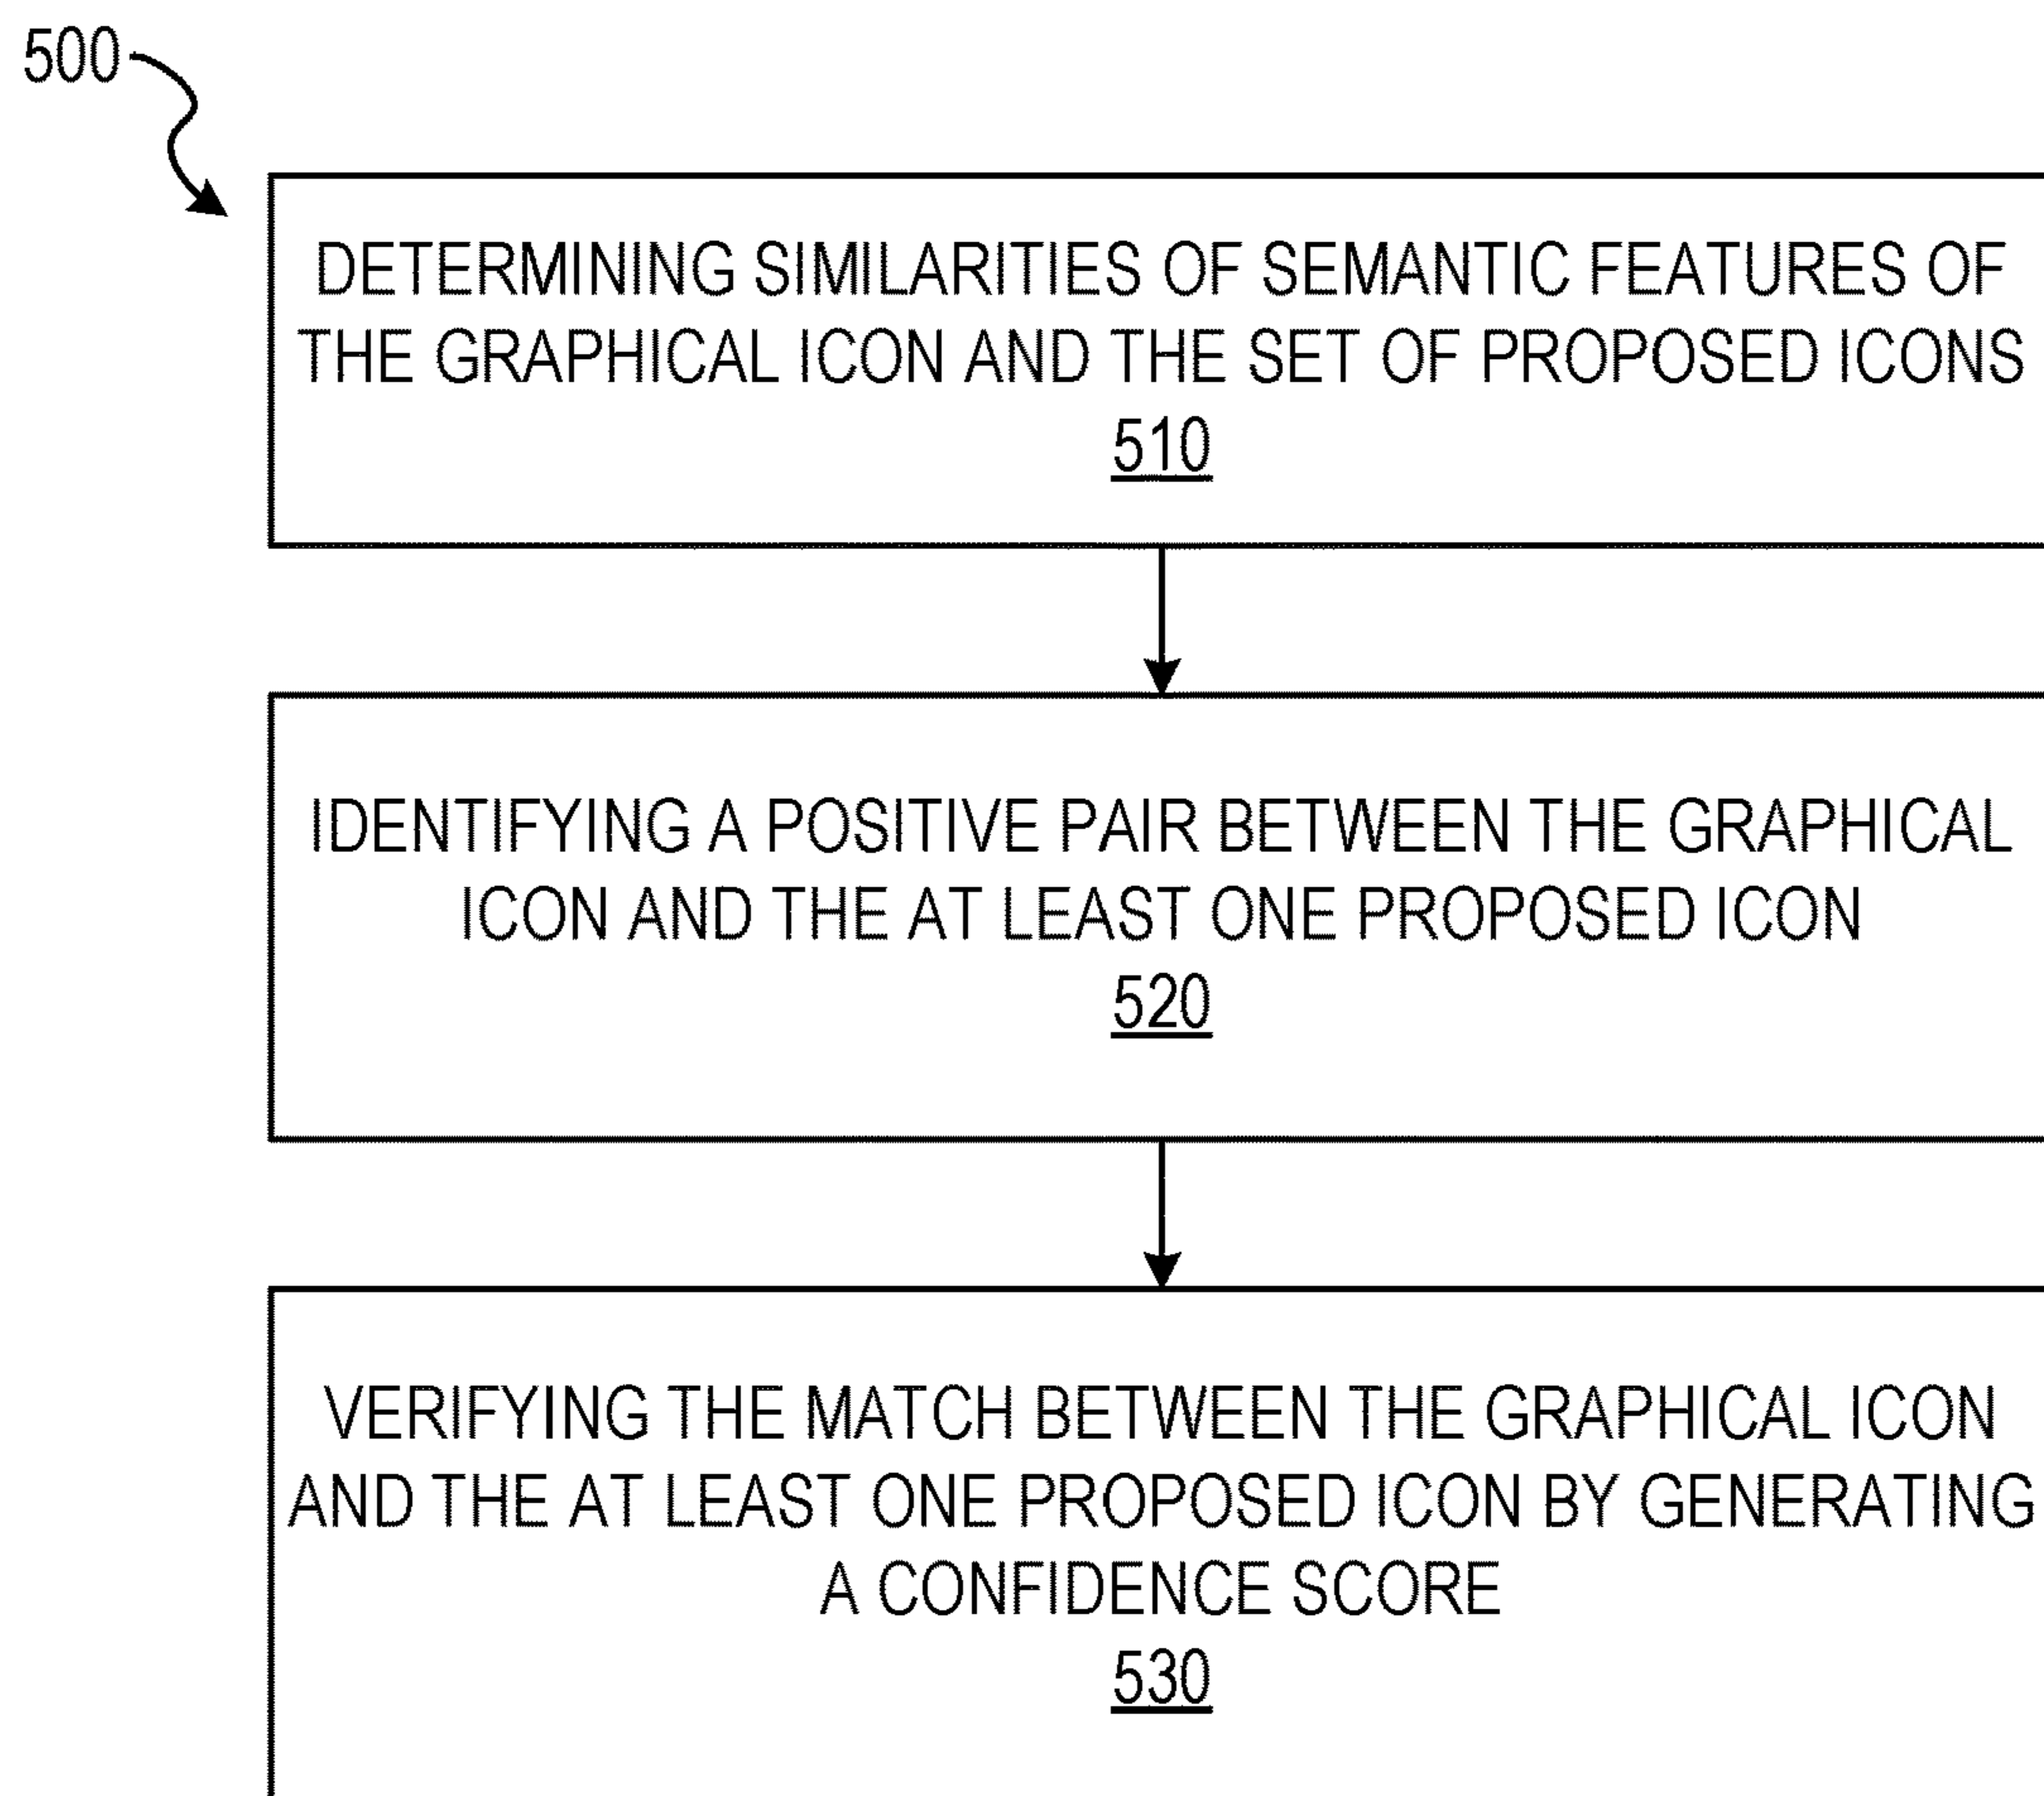 500
DETERMINING SIMILARITIES OF SEMANTIC FEATURES OF
THE GRAPHICAL ICON AND THE SET OF PROPOSED ICONS
510
IDENTIFYING A POSITIVE PAIR BETWEEN THE GRAPHICAL
ICON AND THE AT LEAST ONE PROPOSED ICON
520
VERIFYING THE MATCH BETWEEN THE GRAPHICAL ICON
AND THE AT LEAST ONE PROPOSED ICON BY GENERATING
A CONFIDENCE SCORE
530